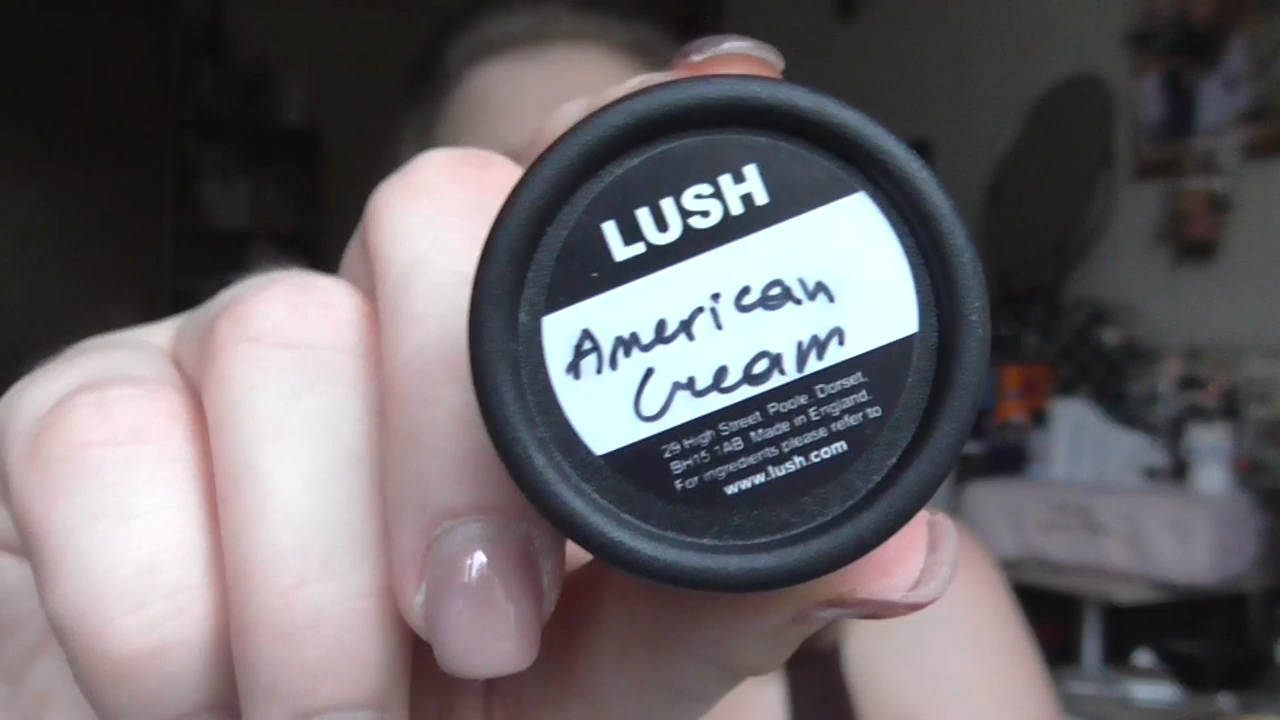 LUSH
American
Cream
29 High Street, Poole, Dorset,
BH15 1AB. Made in England.
For ingredients please refer to
www.lush.com